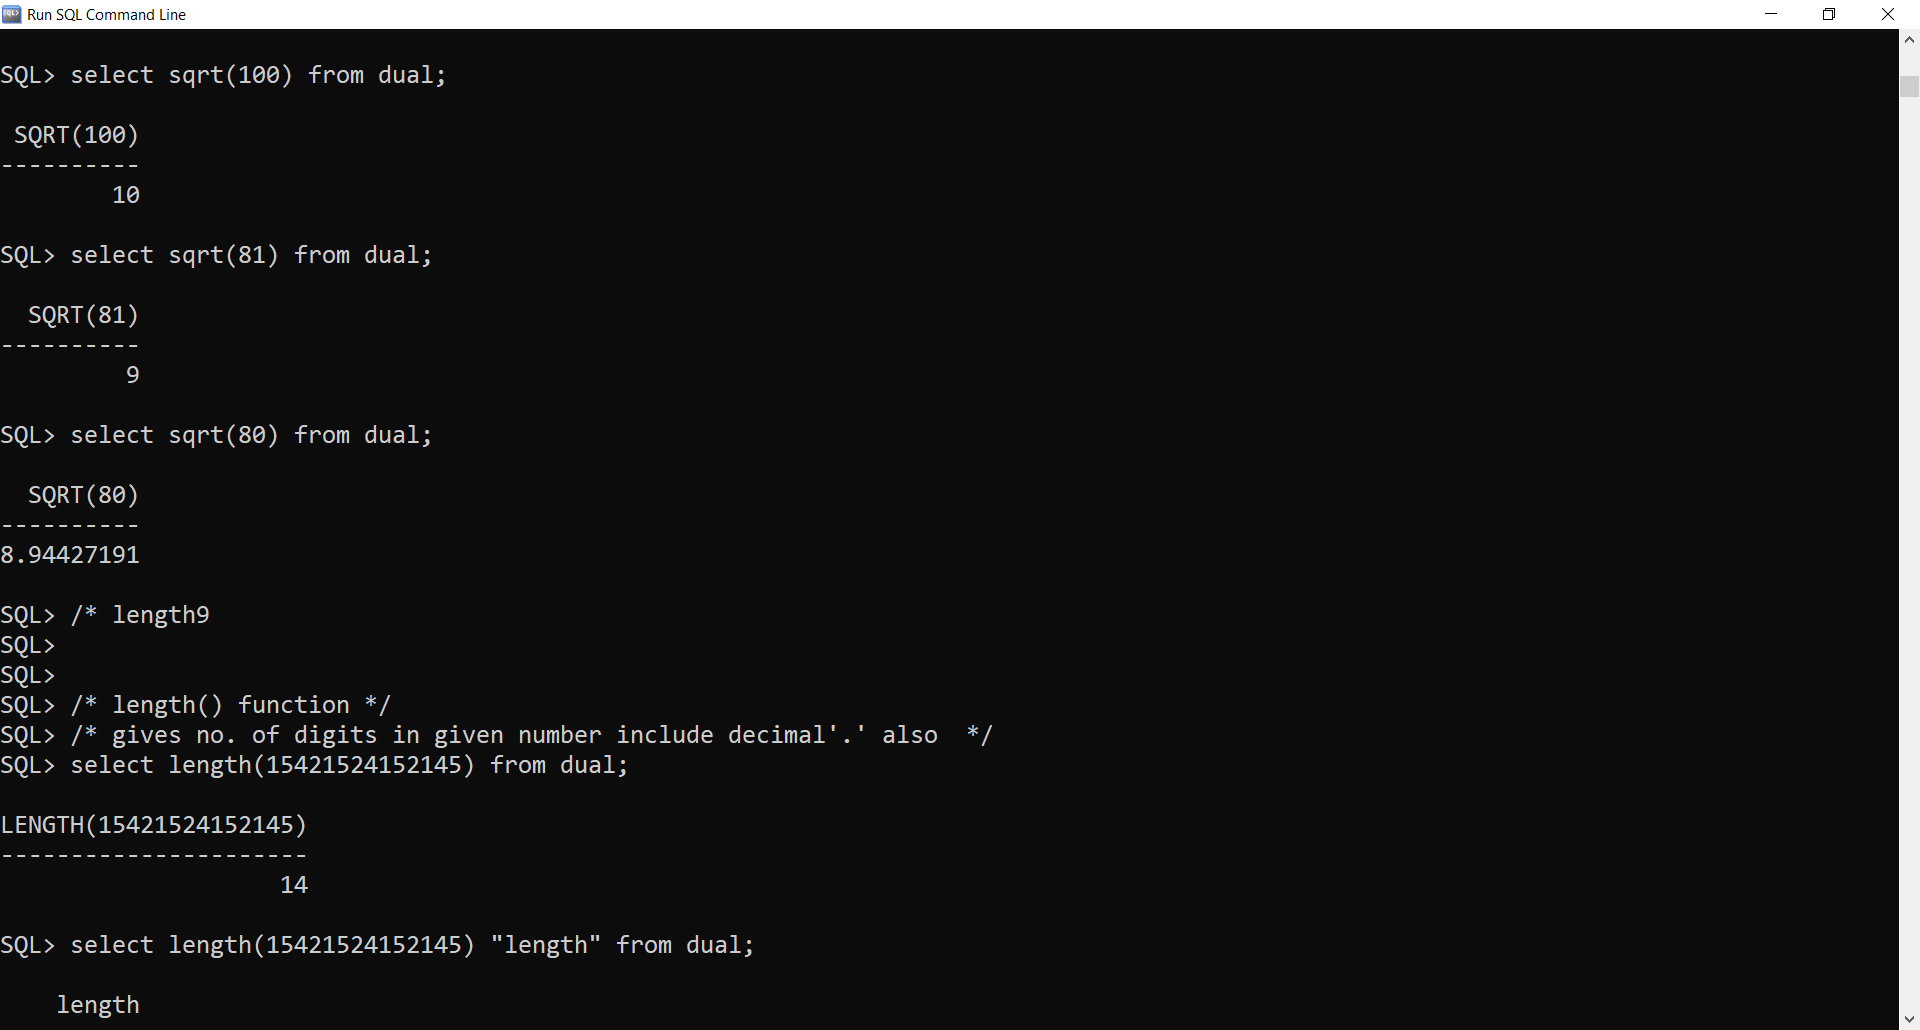 Run SQL Command Line
SQL> select sqrt(100) from dual;
 SQRT(100)
----------
        10
SQL> select sqrt(81) from dual;
  SQRT(81)
----------
         9
SQL> select sqrt(80) from dual;
  SQRT(80)
----------
8.94427191
SQL> /* length9
SQL>
SQL>
SQL> /* length() function */
SQL> /* gives no. of digits in given number include decimal'.' also  */
SQL> select length(15421524152145) from dual;
LENGTH(15421524152145)
----------------------
                    14
SQL> select length(15421524152145) "length" from dual;
    length